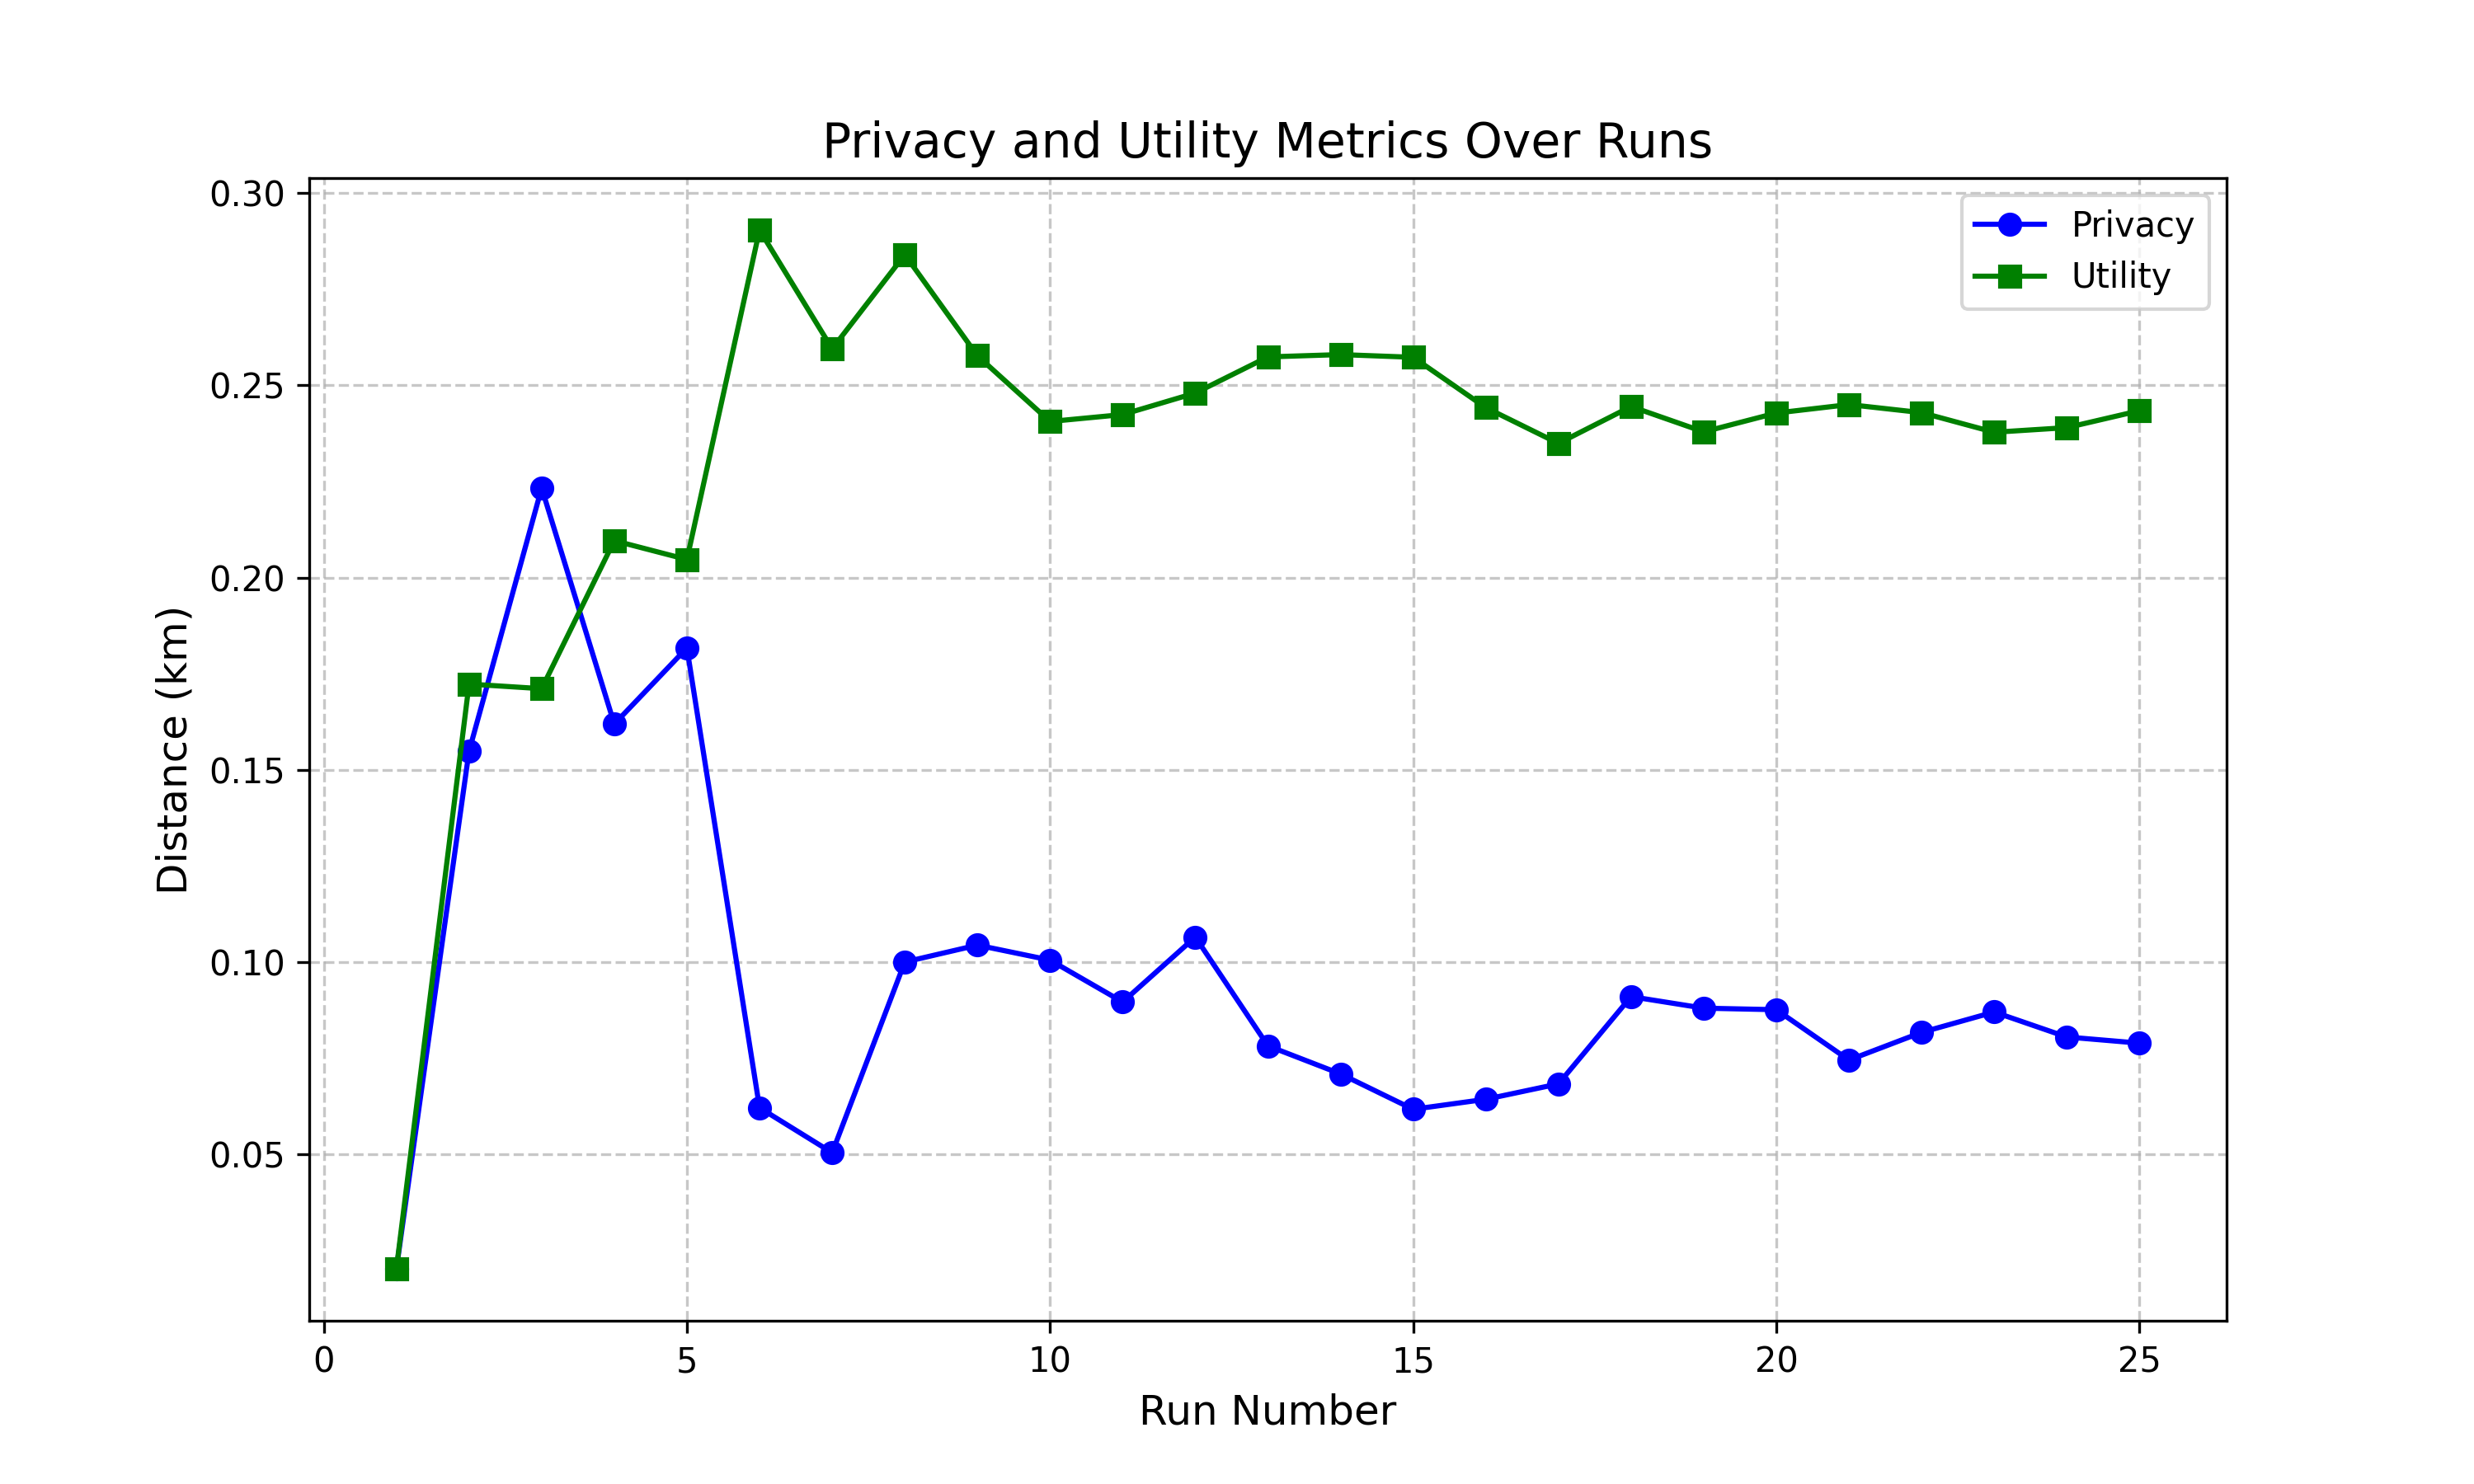 Privacy and Utility Metrics Over Runs
Privacy
Utility
Distance (km)
0.30
0.25
0.20
0.15
0.10
0.05
0 5 10 15 20 25
Run Number